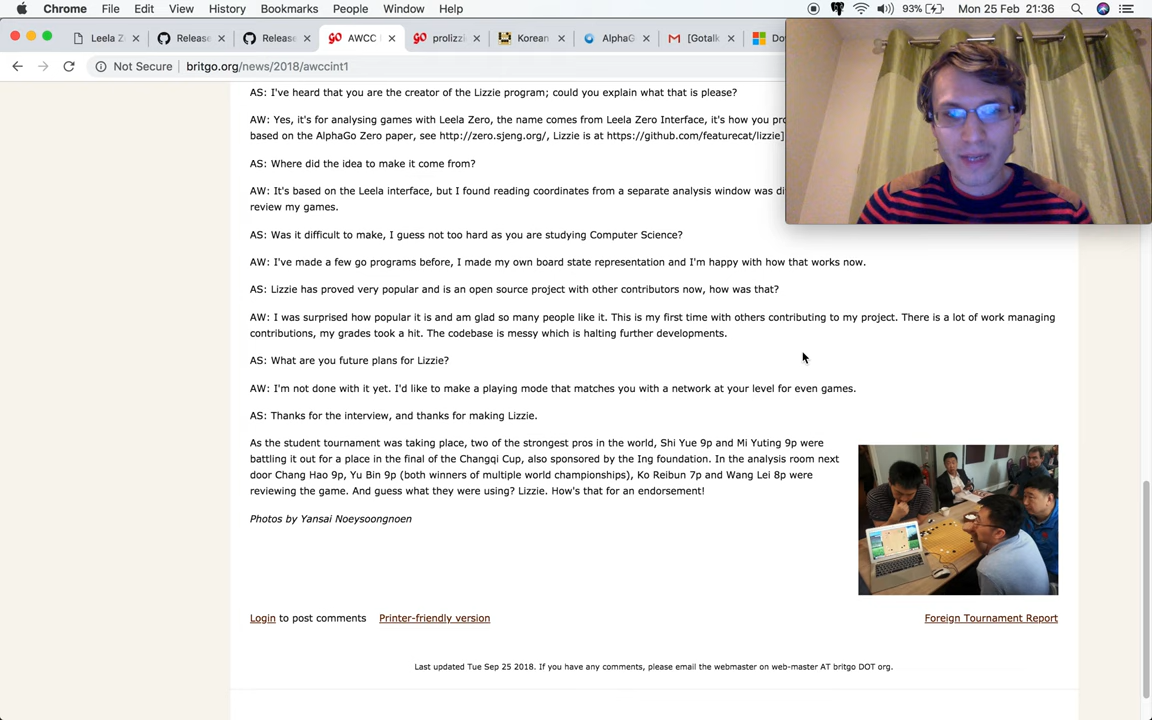 Chrome File Edit View History Bookmarks People Window Help 93% Mon 25 Feb 21:36
Leela Z Release Release AWCC prolizzi Korean AlphaG [Gotalk Do
Not Secure britgo.org/news/2018/awccint1
AS: I've heard that you are the creator of the Lizzie program; could you explain what that is please?
AW: Yes, it's for analysing games with Leela Zero, the name comes from Leela Zero Interface, it's how you pro
based on the AlphaGo Zero paper, see http://zero.sjeng.org/, Lizzie is at https://github.com/featurecat/lizzie]
AS: Where did the idea to make it come from?
AW: It's based on the Leela interface, but I found reading coordinates from a separate analysis window was di
review my games.
AS: Was it difficult to make, I guess not too hard as you are studying Computer Science?
AW: I've made a few go programs before, I made my own board state representation and I'm happy with how that works now.
AS: Lizzie has proved very popular and is an open source project with other contributors now, how was that?
AW: I was surprised how popular it is and am glad so many people like it. This is my first time with others contributing to my project. There is a lot of work managing
contributions, my grades took a hit. The codebase is messy which is halting further developments.
AS: What are you future plans for Lizzie?
AW: I'm not done with it yet. I'd like to make a playing mode that matches you with a network at your level for even games.
AS: Thanks for the interview, and thanks for making Lizzie.
As the student tournament was taking place, two of the strongest pros in the world, Shi Yue 9p and Mi Yuting 9p were
battling it out for a place in the final of the Changqi Cup, also sponsored by the Ing foundation. In the analysis room next
door Chang Hao 9p, Yu Bin 9p (both winners of multiple world championships), Ko Reibun 7p and Wang Lei 8p were
reviewing the game. And guess what they were using? Lizzie. How's that for an endorsement!
Photos by Yansai Noeysoongnoen
Login to post comments Printer-friendly version Foreign Tournament Report
Last updated Tue Sep 25 2018. If you have any comments, please email the webmaster on web-master AT britgo DOT org.